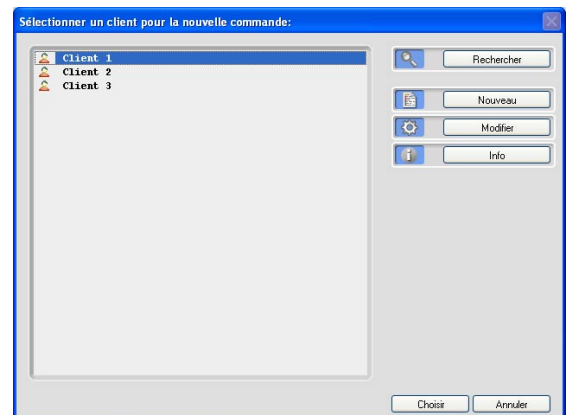 Sélectionner un client pour la nouvelle commande:
Client 1
Client 2
Client 3
Rechercher
Nouveau
Modifier
Info
Choisir
Annuler